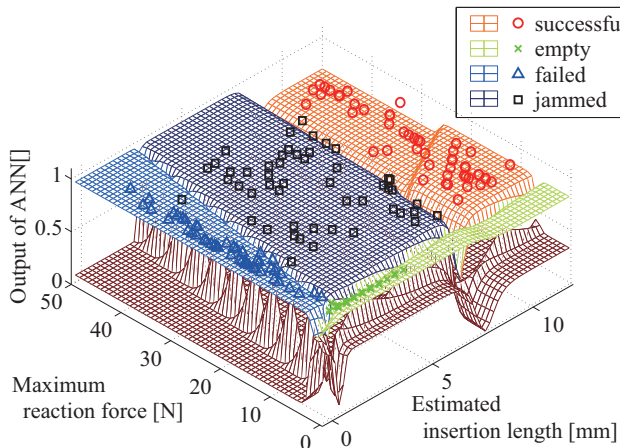 successful
empty
failed
jammed
Output of ANN[]
1
0.5
0
50
40
30
20
10
0
0
5
10
Maximum
reaction force [N]
Estimated
insertion length [mm]